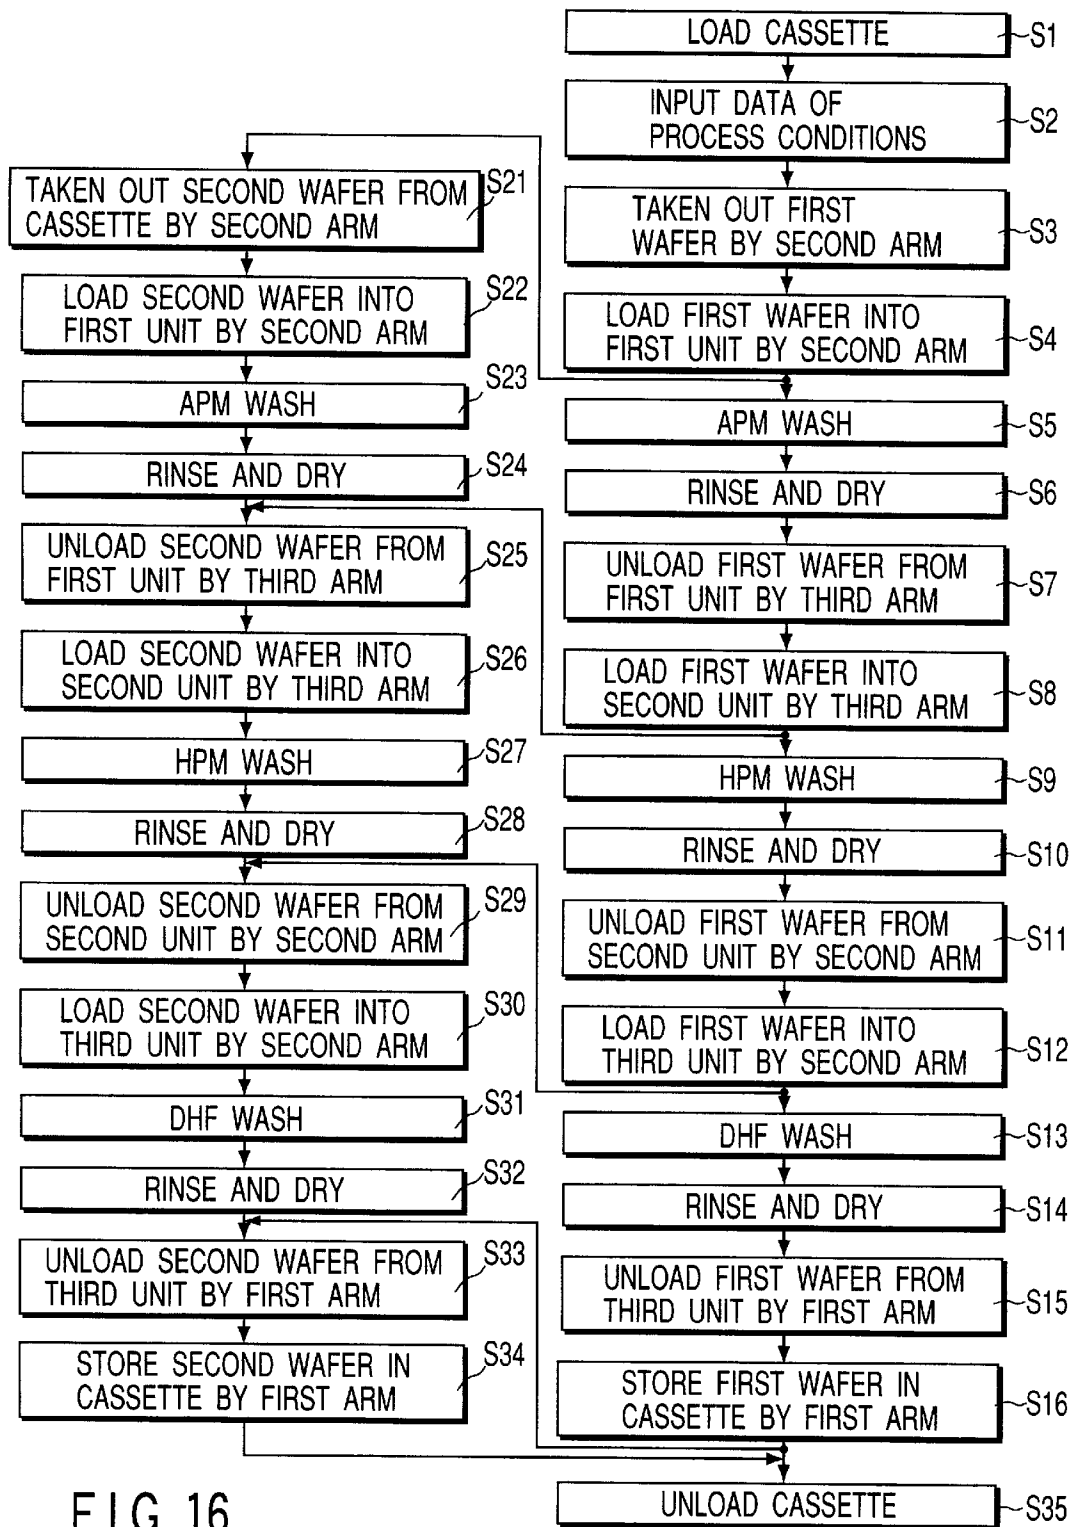 LOAD CASSETTE
S1
INPUT DATA OF
PROCESS CONDITIONS
S2
TAKEN OUT FIRST
WAFER BY SECOND ARM
S3
LOAD FIRST WAFER INTO
FIRST UNIT BY SECOND ARM
S4
APM WASH
S5
RINSE AND DRY
S6
UNLOAD FIRST WAFER FROM
FIRST UNIT BY THIRD ARM
S7
LOAD FIRST WAFER INTO
SECOND UNIT BY THIRD ARM
S8
HPM WASH
S9
RINSE AND DRY
S10
UNLOAD FIRST WAFER FROM
SECOND UNIT BY SECOND ARM
S11
LOAD FIRST WAFER INTO
THIRD UNIT BY SECOND ARM
S12
DHF WASH
S13
RINSE AND DRY
S14
UNLOAD FIRST WAFER FROM
THIRD UNIT BY FIRST ARM
S15
STORE FIRST WAFER IN
CASSETTE BY FIRST ARM
S16
TAKEN OUT SECOND WAFER FROM
CASSETTE BY SECOND ARM
S21
LOAD SECOND WAFER INTO
FIRST UNIT BY SECOND ARM
S22
APM WASH
S23
RINSE AND DRY
S24
UNLOAD SECOND WAFER FROM
FIRST UNIT BY THIRD ARM
S25
LOAD SECOND WAFER INTO
SECOND UNIT BY THIRD ARM
S26
HPM WASH
S27
RINSE AND DRY
S28
UNLOAD SECOND WAFER FROM
SECOND UNIT BY SECOND ARM
S29
LOAD SECOND WAFER INTO
THIRD UNIT BY SECOND ARM
S30
DHF WASH
S31
RINSE AND DRY
S32
UNLOAD SECOND WAFER FROM
THIRD UNIT BY FIRST ARM
S33
STORE SECOND WAFER IN
CASSETTE BY FIRST ARM
S34
UNLOAD CASSETTE
S35
FIG. 16